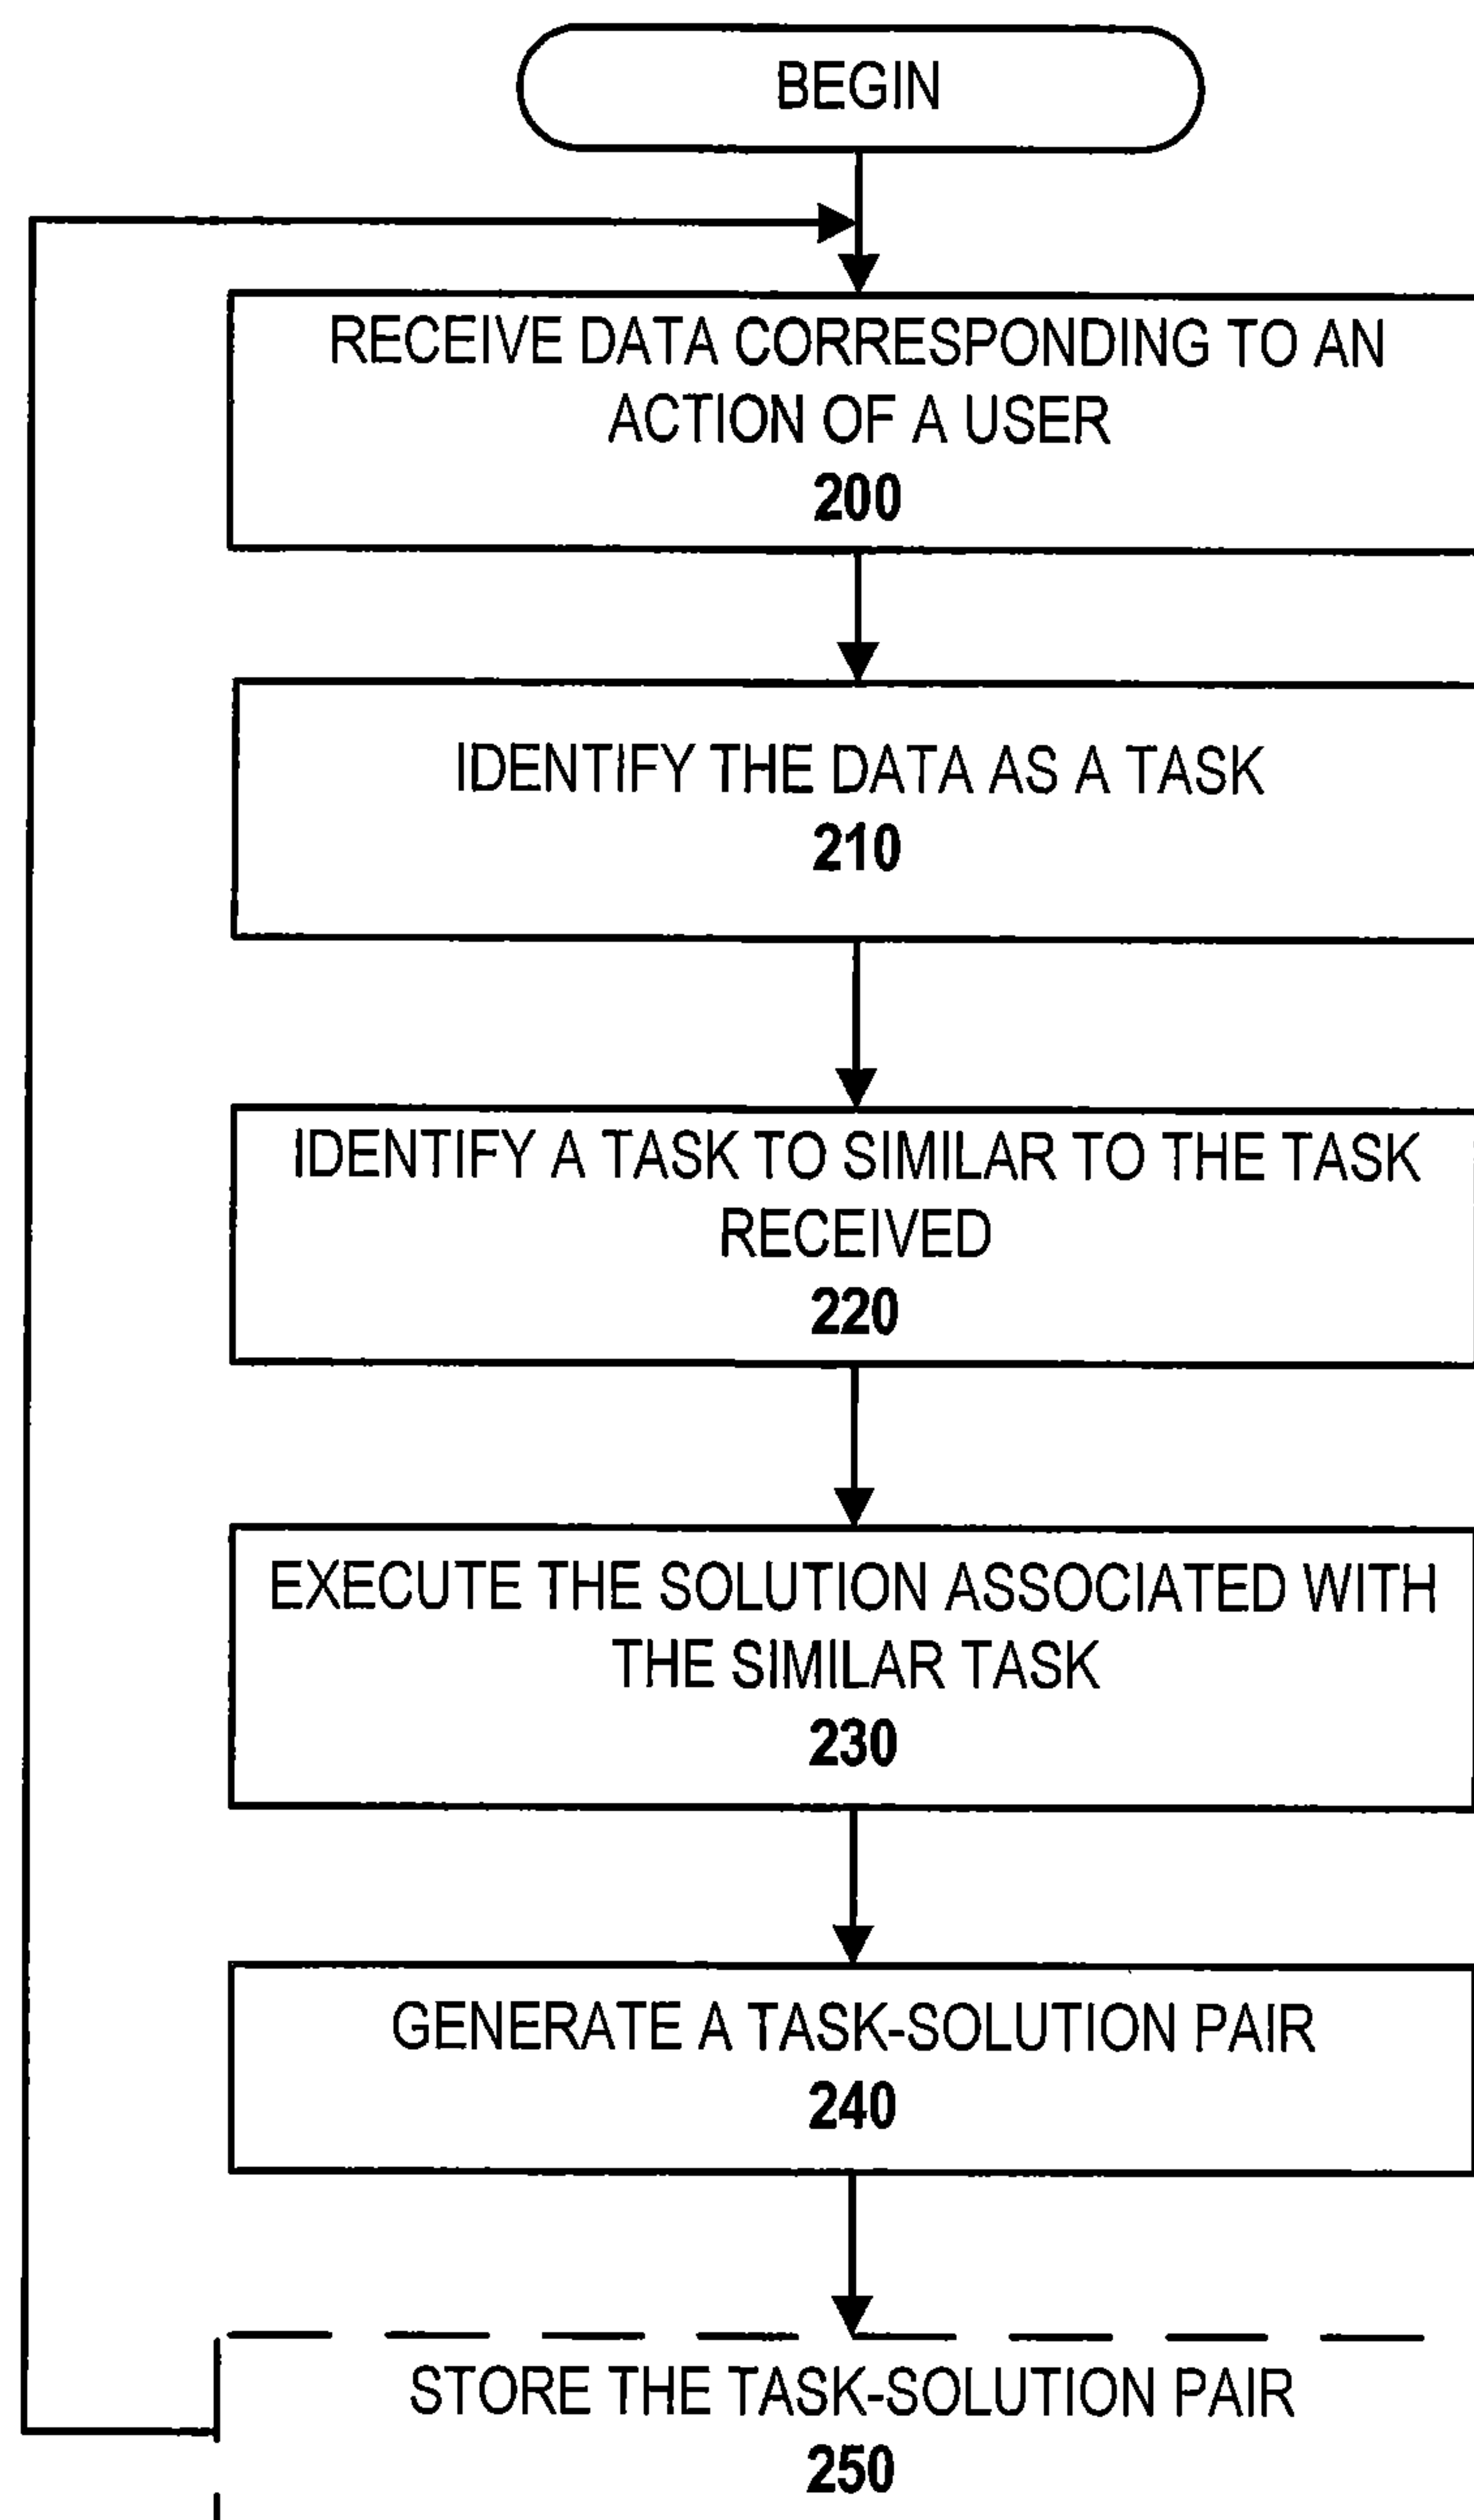 BEGIN
RECEIVE DATA CORRESPONDING TO AN
ACTION OF A USER
200
IDENTIFY THE DATA AS A TASK
210
IDENTIFY A TASK TO SIMILAR TO THE TASK
RECEIVED
220
EXECUTE THE SOLUTION ASSOCIATED WITH
THE SIMILAR TASK
230
GENERATE A TASK-SOLUTION PAIR
240
STORE THE TASK-SOLUTION PAIR
250